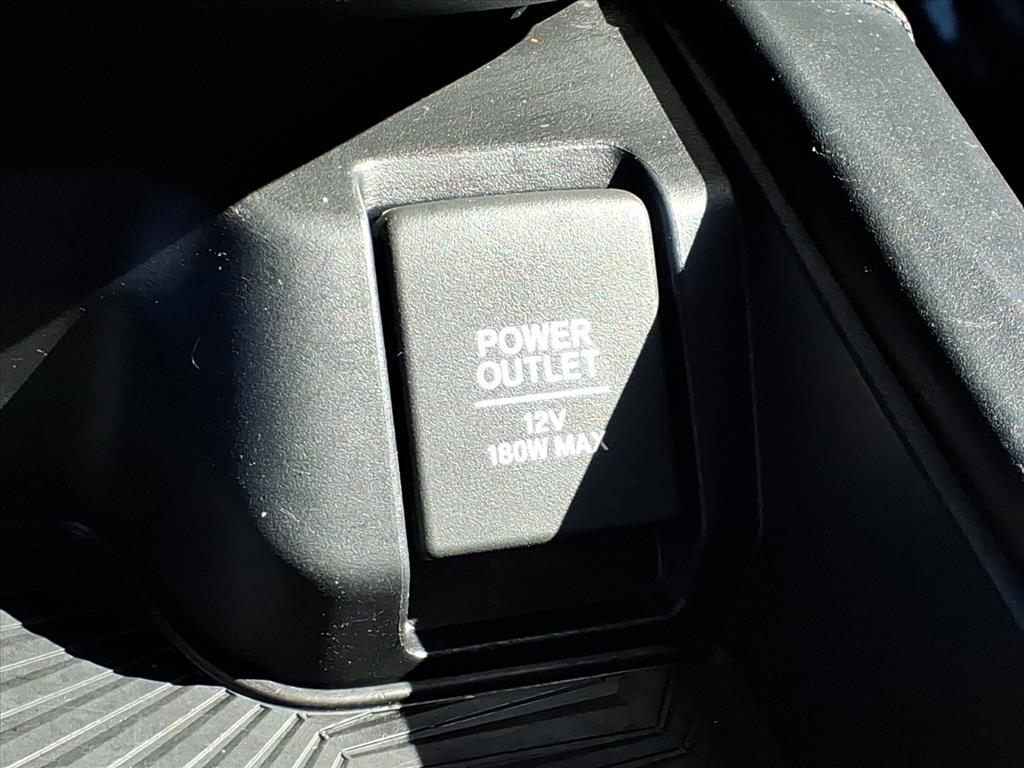 POWER
OUTLET
12V
180W MAX